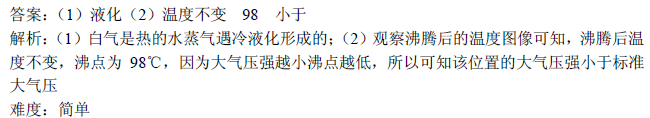 答案：（1）液化（2）温度不变 98 小于
解析：（1）白气是热的水蒸气遇冷液化形成的；（2）观察沸腾后的温度图像可知，沸腾后温
度不变，沸点为 98℃，因为大气压强越小沸点越低，所以可知该位置的大气压强小于标准
大气压
难度：简单